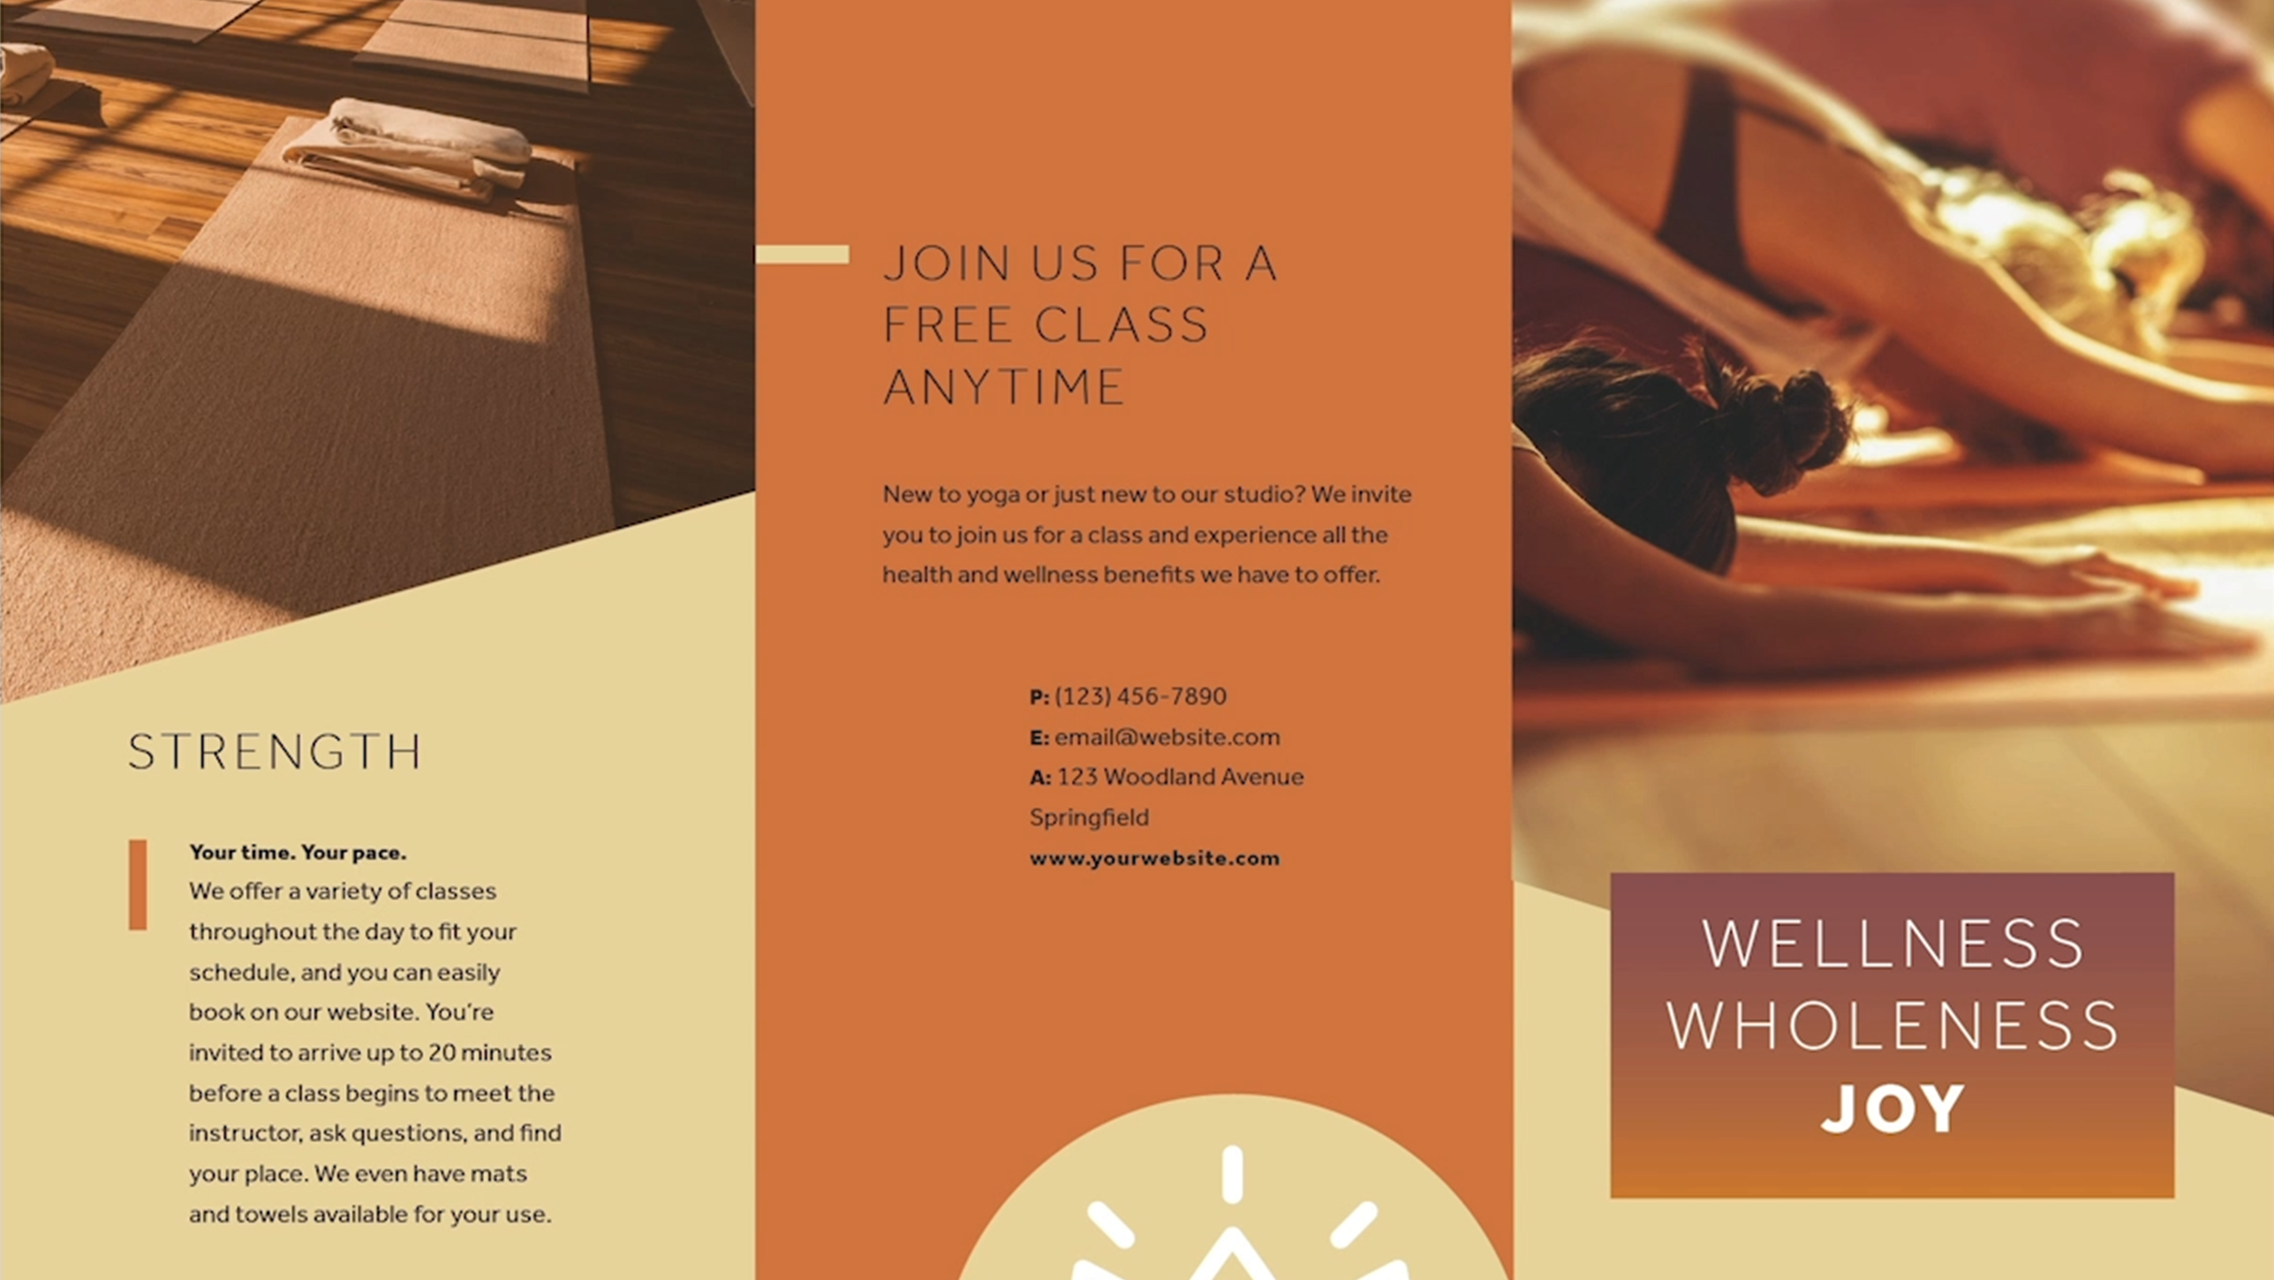 STRENGTH
Your time. Your pace.
We offer a variety of classes
throughout the day to fit your
schedule, and you can easily
book on our website. You're
invited to arrive up to 20 minutes
before a class begins to meet the
instructor, ask questions, and find
your place. We even have mats
and towels available for your use.
JOIN US FOR A
FREE CLASS
ANYTIME
New to yoga or just new to our studio? We invite
you to join us for a class and experience all the
health and wellness benefits we have to offer.
P: (123) 456-7890
E: email@website.com
A: 123 Woodland Avenue
Springfield
www.yourwebsite.com
WELLNESS
WHOLENESS
JOY